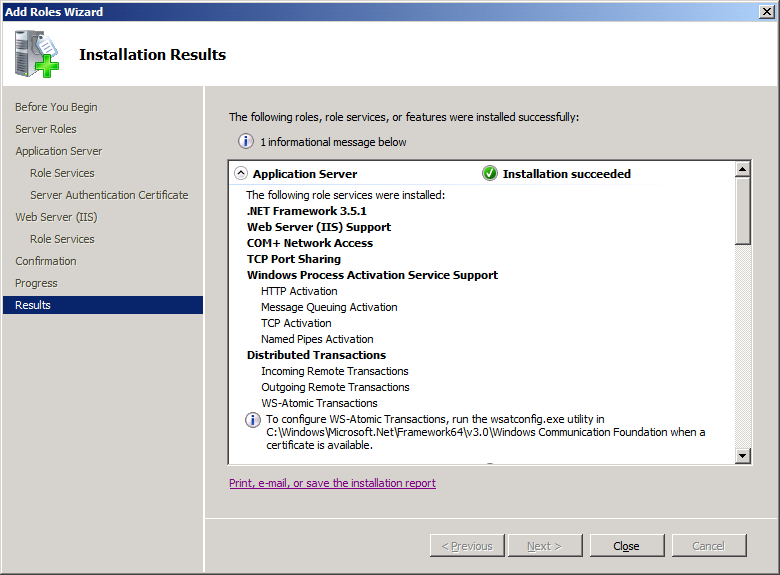 Add Roles Wizard
Installation Results
Before You Begin
Server Roles
Application Server
Role Services
Server Authentication Certificate
Web Server (IIS)
Role Services
Confirmation
Progress
Results
The following roles, role services, or features were installed successfully:
1 informational message below
Application Server Installation succeeded
The following role services were installed:
.NET Framework 3.5.1
Web Server (IIS) Support
COM+ Network Access
TCP Port Sharing
Windows Process Activation Service Support
HTTP Activation
Message Queuing Activation
TCP Activation
Named Pipes Activation
Distributed Transactions
Incoming Remote Transactions
Outgoing Remote Transactions
WS-Atomic Transactions
To configure WS-Atomic Transactions, run the wsatconfig.exe utility in
C:\Windows\Microsoft.Net\Framework64\v3.0\Windows Communication Foundation when a
certificate is available.
Print, e-mail, or save the installation report
< Previous Next > Close Cancel